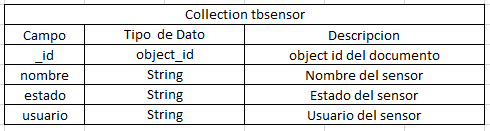 Collection tbsensor
Campo Tipo de Dato Descripcion
_id object_id object id del documento
nombre String Nombre del sensor
estado String Estado del sensor
usuario String Usuario del sensor